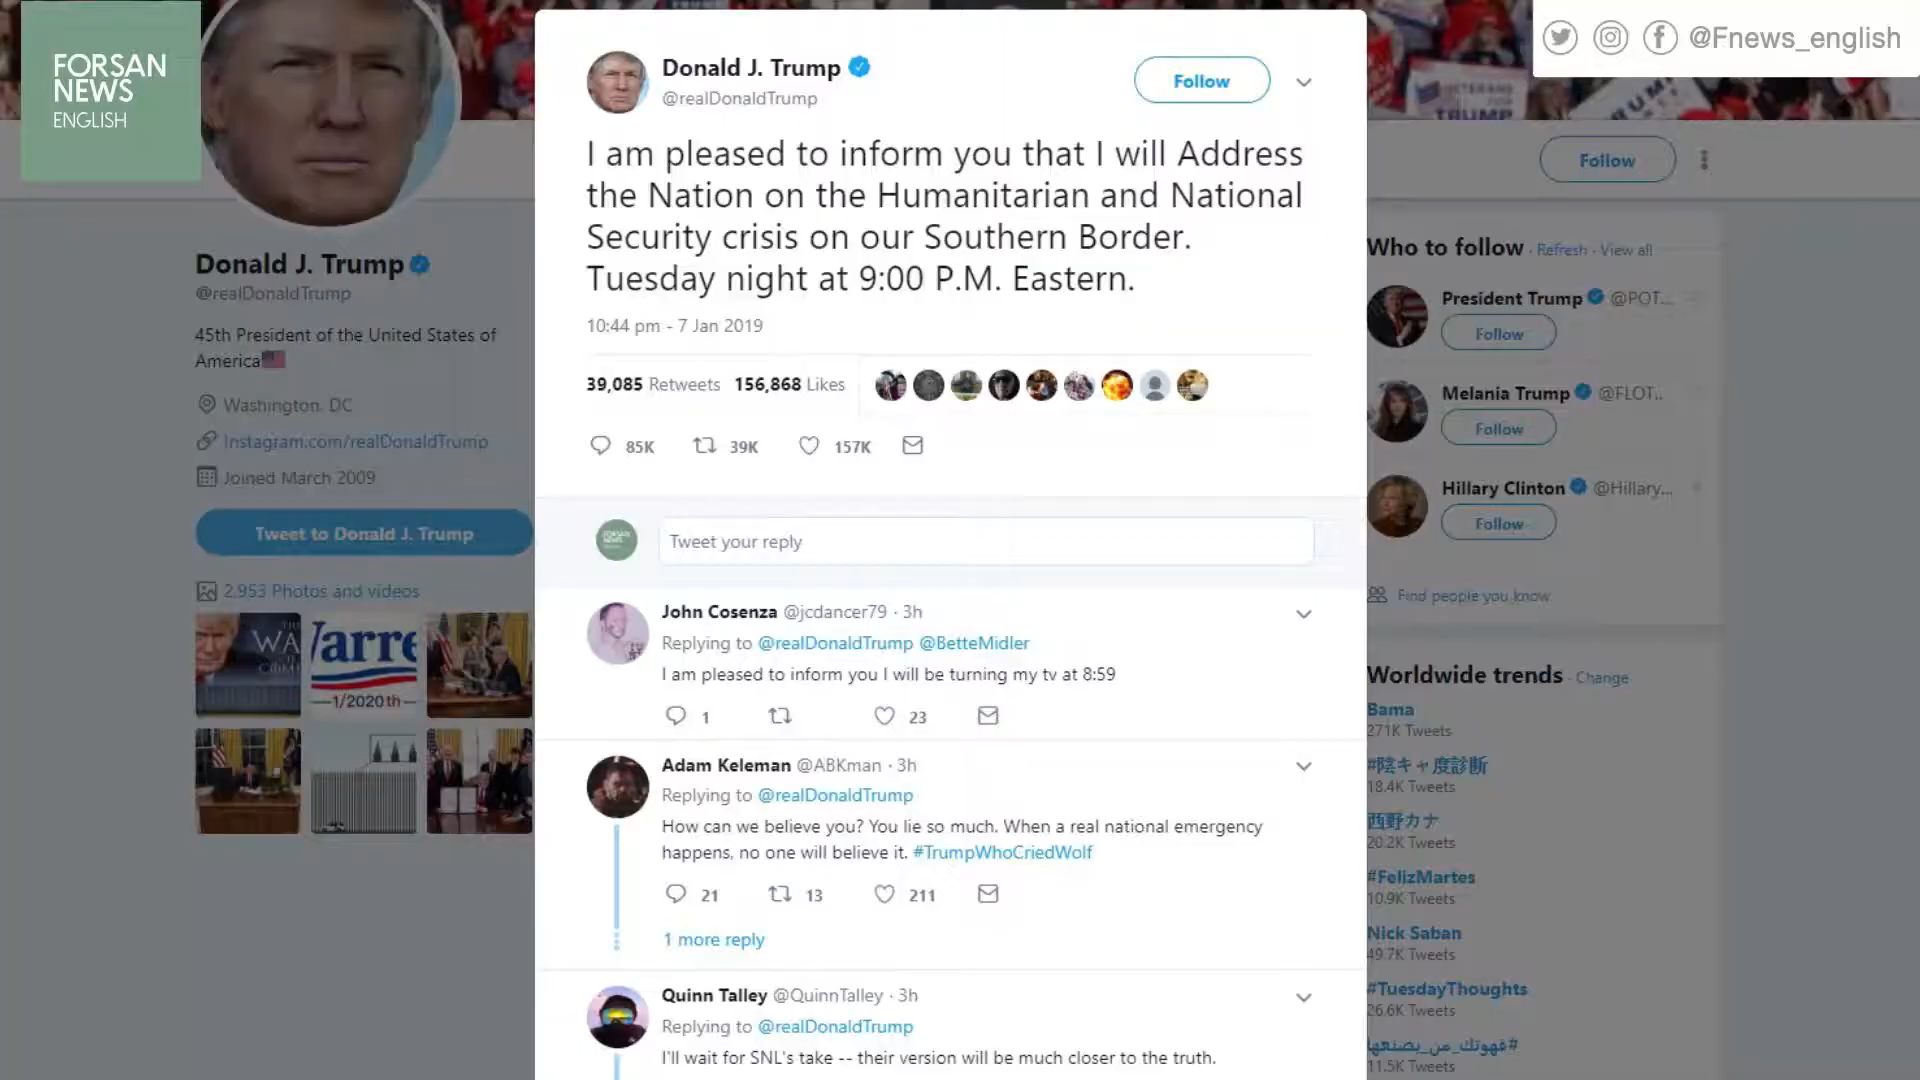 FORSAN
NEWS
ENGLISH
@Fnews_english
Donald J. Trump
@realDonaldTrump
45th President of the United States of
America
Washington, DC
Instagram.com/realDonaldTrump
Joined March 2009
Tweet to Donald J. Trump
2,953 Photos and videos
1/2020th
Donald J. Trump
@realDonaldTrump
Follow
I am pleased to inform you that I will Address
the Nation on the Humanitarian and National
Security crisis on our Southern Border.
Tuesday night at 9:00 P.M. Eastern.
10:44 pm - 7 Jan 2019
39,085 Retweets 156,868 Likes
85K 39K 157K
Tweet your reply
John Cosenza @jcdancer79 · 3h
Replying to @realDonaldTrump @BetteMidler
I am pleased to inform you I will be turning my tv at 8:59
1 23
Adam Keleman @ABKman · 3h
Replying to @realDonaldTrump
How can we believe you? You lie so much. When a real national emergency
happens, no one will believe it. #TrumpWhoCriedWolf
21 13 211
1 more reply
Quinn Talley @QuinnTalley · 3h
Replying to @realDonaldTrump
I'll wait for SNL's take -- their version will be much closer to the truth.
TRUMP
Follow
Who to follow · Refresh · View all
President Trump @POT...
Follow
Melania Trump @FLOT..
Follow
Hillary Clinton @Hillary...
Follow
Find people you know
Worldwide trends · Change
Bama
271K Tweets
#陰キャ度診断
18.4K Tweets
西野カナ
20.2K Tweets
#FelizMartes
10.9K Tweets
Nick Saban
49.7K Tweets
#TuesdayThoughts
26.6K Tweets
#قهوتك_من_يصنعها
11.5K Tweets